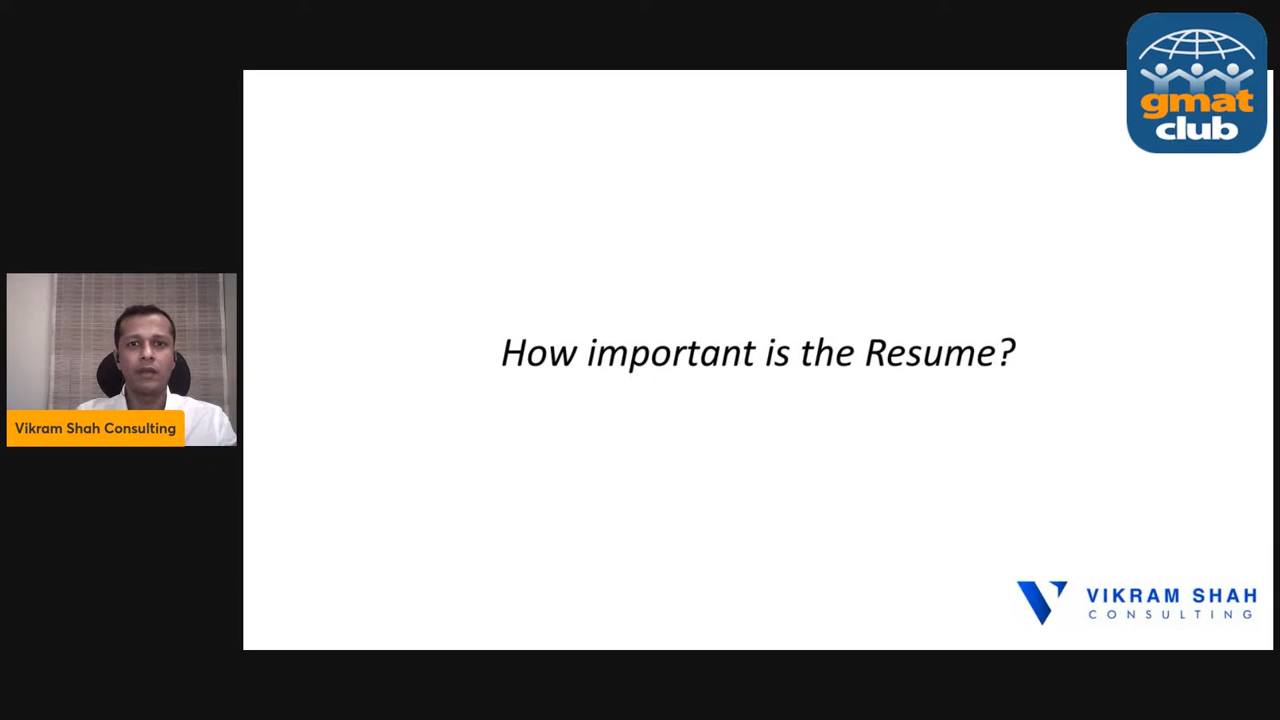 gmat
club
How important is the Resume?
Vikram Shah Consulting
VIKRAM SHAH
CONSULTING